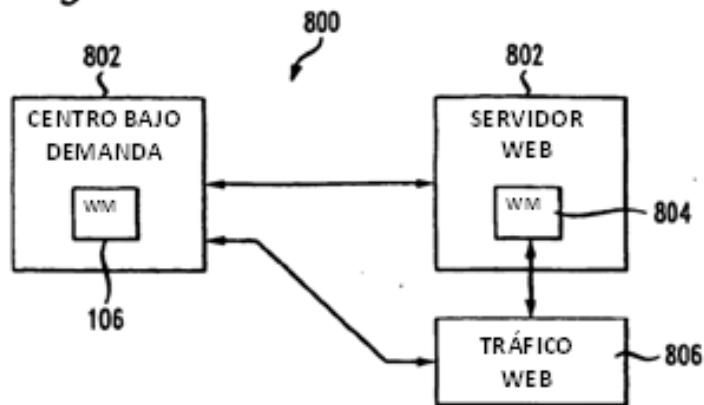 800
802
CENTRO BAJO
DEMANDA
WM
106
802
SERVIDOR
WEB
WM
804
TRÁFICO
WEB
806